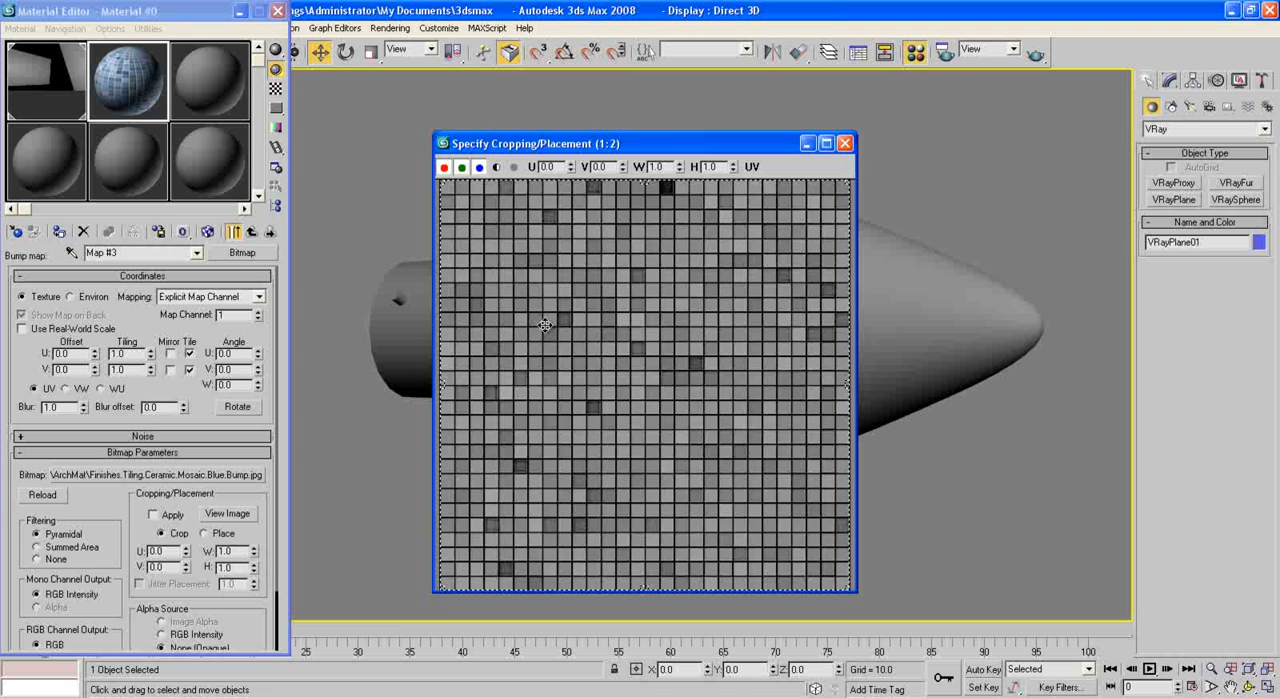 Material Editor - Material #0
ngs\Administrator\My Documents\3dsmax - Autodesk 3ds Max 2008 - Display : Direct 3D
Material Navigation Options Utilities
Graph Editors Rendering Customize MAXScript Help
View
View
Specify Cropping/Placement (1:2)
U 0.0 V 0.0 W 1.0 H 1.0 UV
VRay
Object Type
AutoGrid
VRayProxy VRayFur
VRayPlane VRaySphere
Name and Color
VRayPlane01
Bump map: Map #3 Bitmap
Coordinates
Texture Environ Mapping: Explicit Map Channel
Show Map on Back Map Channel: 1
Use Real-World Scale
Offset Tiling Mirror Tile Angle
U: 0.0 1.0 U: 0.0
V: 0.0 1.0 V: 0.0
W: 0.0
UV VW WU
Blur: 1.0 Blur offset: 0.0 Rotate
Noise
Bitmap Parameters
Bitmap: \ArchMat\Finishes.Tiling.Ceramic.Mosaic.Blue.Bump.jpg
Reload
Cropping/Placement
Apply View Image
Crop Place
U: 0.0 W: 1.0
V: 0.0 H: 1.0
Jitter Placement: 1.0
Filtering
Pyramidal
Summed Area
None
Mono Channel Output:
RGB Intensity
Alpha
RGB Channel Output:
RGB
Alpha Source
Image Alpha
RGB Intensity
None (Opaque)
25 30 35 40 45 50 55 60 65 70 75 80 85 90 95 100
1 Object Selected X: 0.0 Y: 0.0 Z: 0.0 Grid = 10.0 Auto Key Selected
Click and drag to select and move objects Add Time Tag Set Key Key Filters... 0